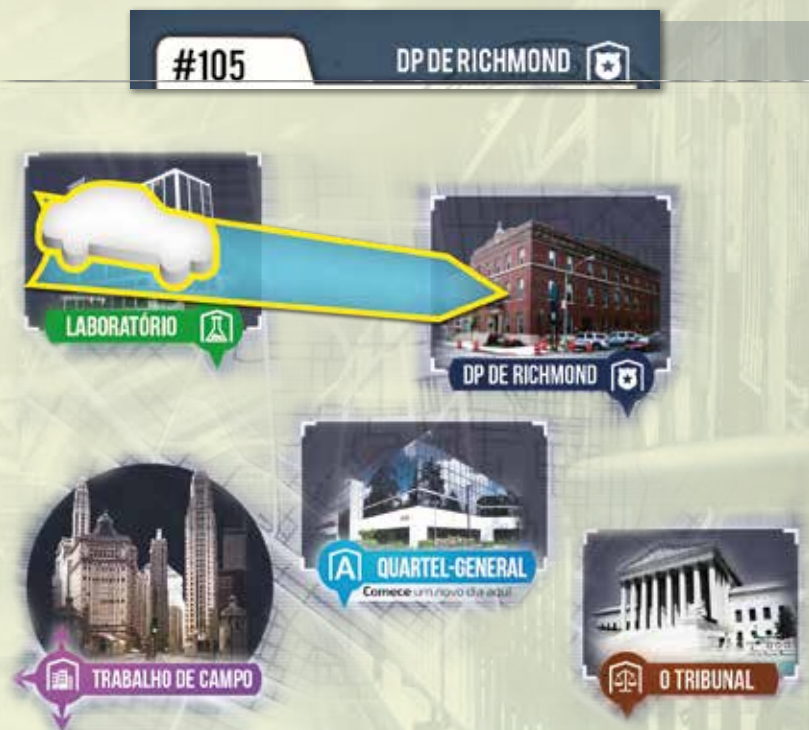 #105
DP DE RICHMOND
LABORATÓRIO
DP DE RICHMOND
A QUARTEL-GENERAL
Comece um novo dia aqui
TRABALHO DE CAMPO
O TRIBUNAL